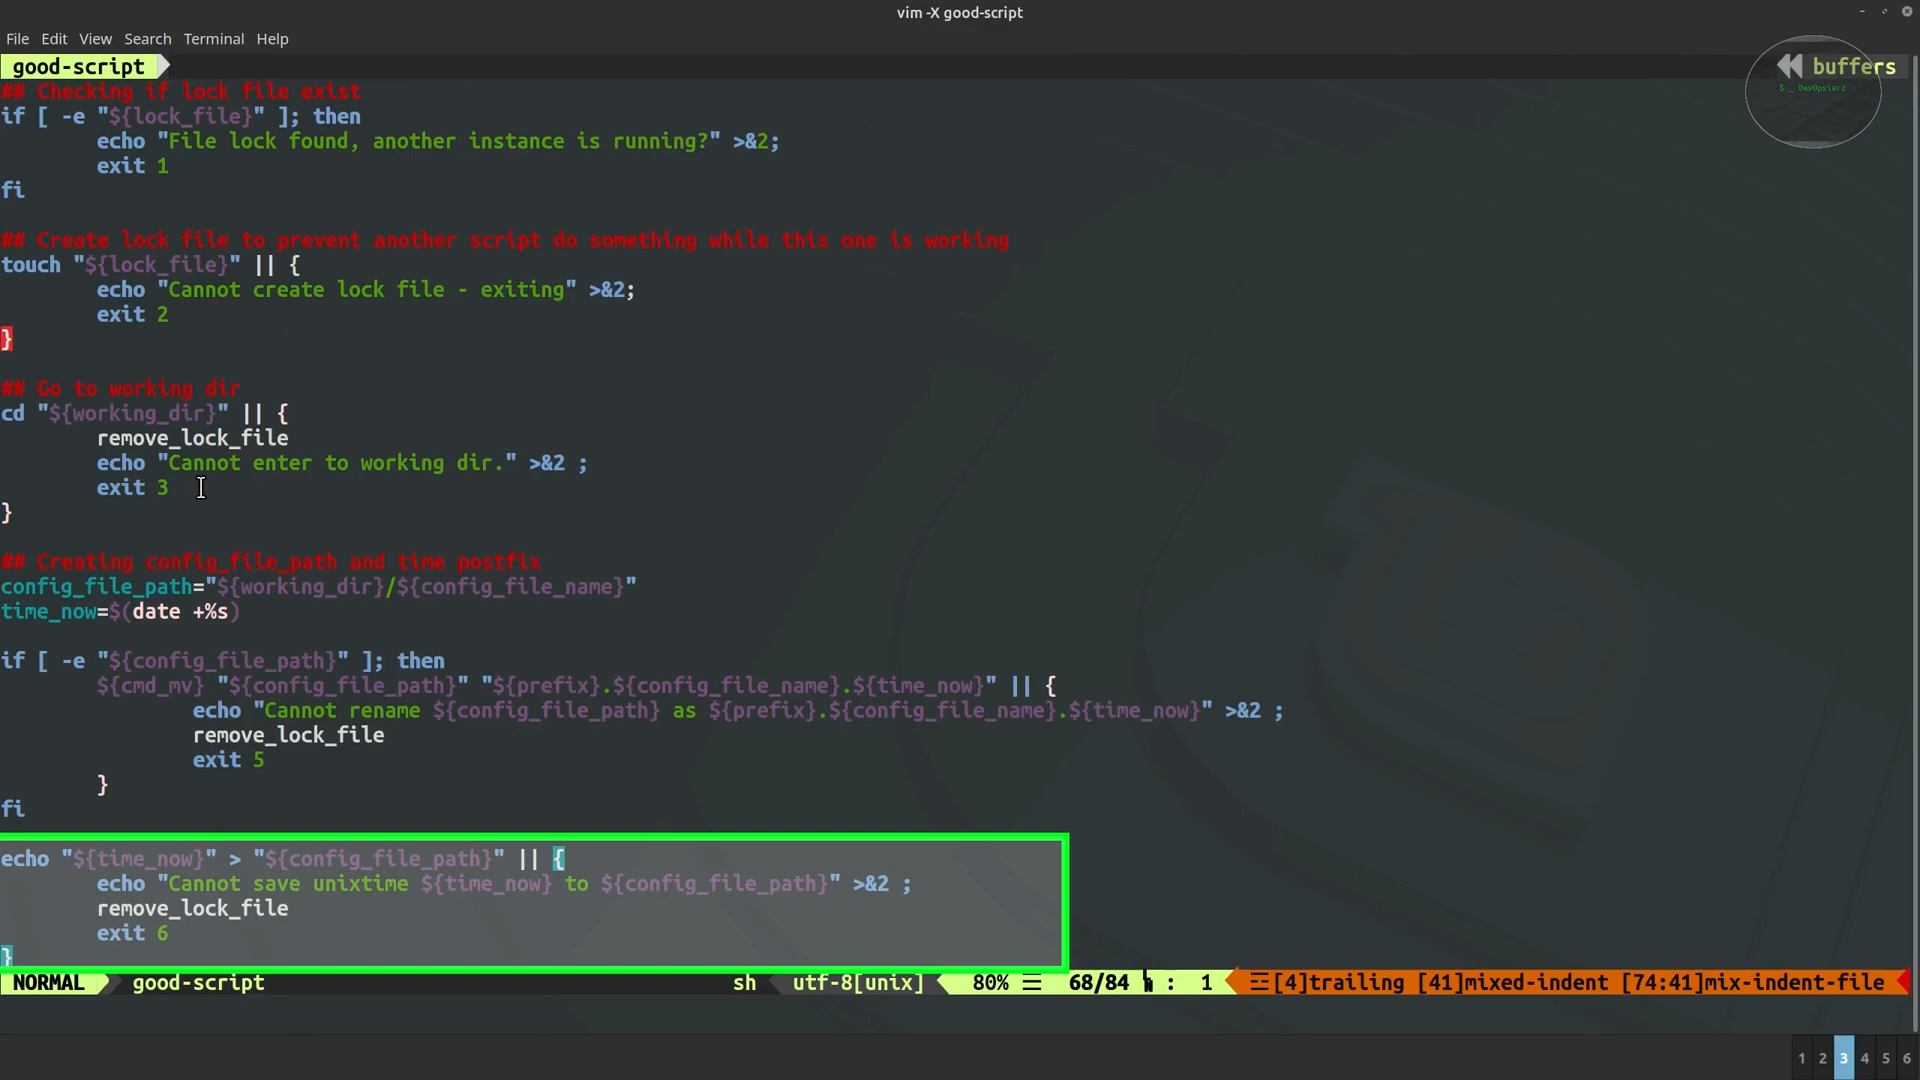 vim -X good-script
File Edit View Search Terminal Help
good-script
buffers
$ _ DevOpsiarz
## Checking if lock file exist
if [ -e "${lock_file}" ]; then
echo "File lock found, another instance is running?" >&2;
exit 1
fi
## Create lock file to prevent another script do something while this one is working
touch "${lock_file}" || {
echo "Cannot create lock file - exiting" >&2;
exit 2
}
## Go to working dir
cd "${working_dir}" || {
remove_lock_file
echo "Cannot enter to working dir." >&2 ;
exit 3
}
## Creating config_file_path and time postfix
config_file_path="${working_dir}/${config_file_name}"
time_now=$(date +%s)
if [ -e "${config_file_path}" ]; then
${cmd_mv} "${config_file_path}" "${prefix}.${config_file_name}.${time_now}" || {
echo "Cannot rename ${config_file_path} as ${prefix}.${config_file_name}.${time_now}" >&2 ;
remove_lock_file
exit 5
}
fi
echo "${time_now}" > "${config_file_path}" || {
echo "Cannot save unixtime ${time_now} to ${config_file_path}" >&2 ;
remove_lock_file
exit 6
}
NORMAL good-script sh utf-8[unix] 80% ☰ 68/84 : 1 ☲[4]trailing [41]mixed-indent [74:41]mix-indent-file
1 2 3 4 5 6